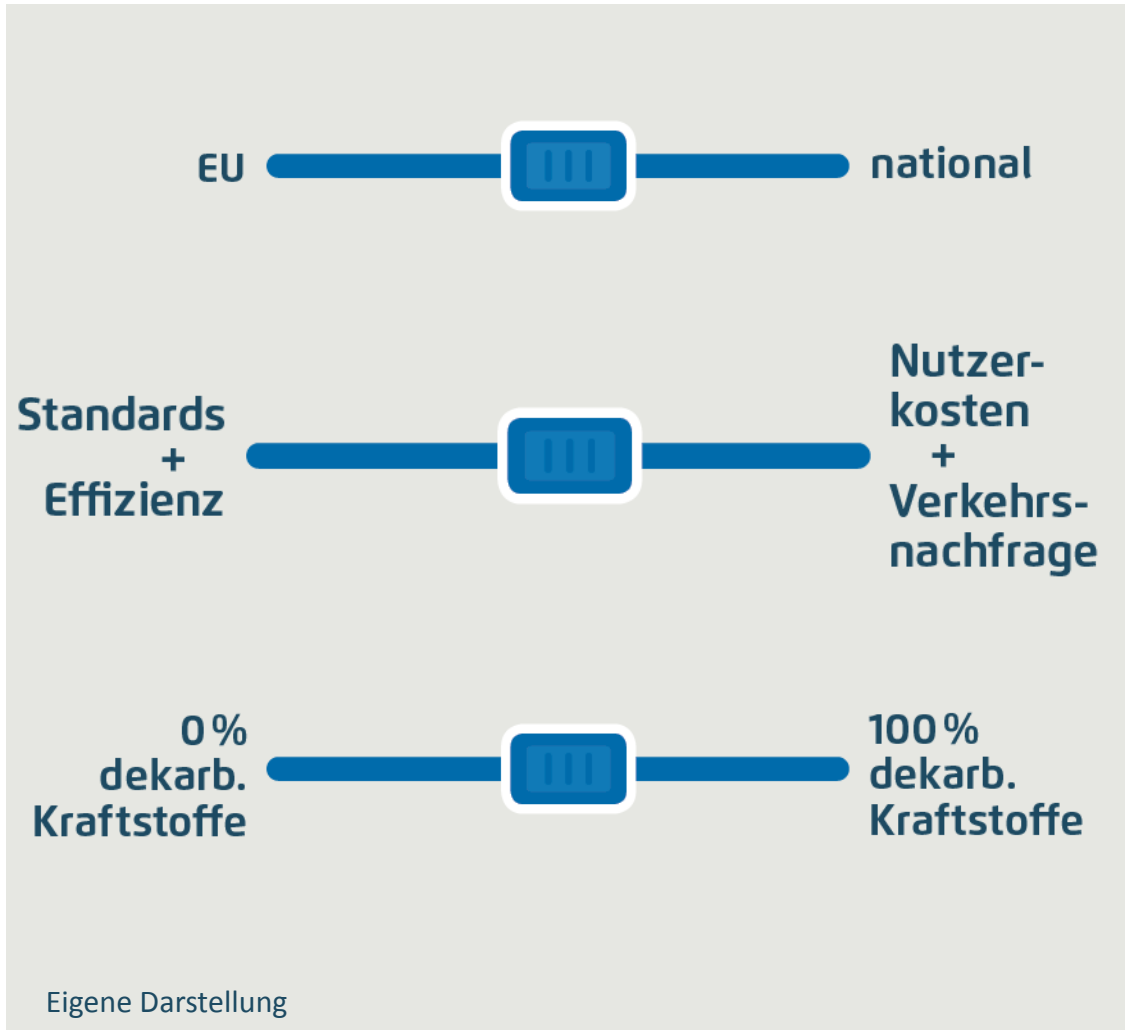 EU
national
Standards
+
Effizienz
Nutzer-
kosten
+
Verkehrs-
nachfrage
0 %
dekarb.
Kraftstoffe
100 %
dekarb.
Kraftstoffe
Eigene Darstellung